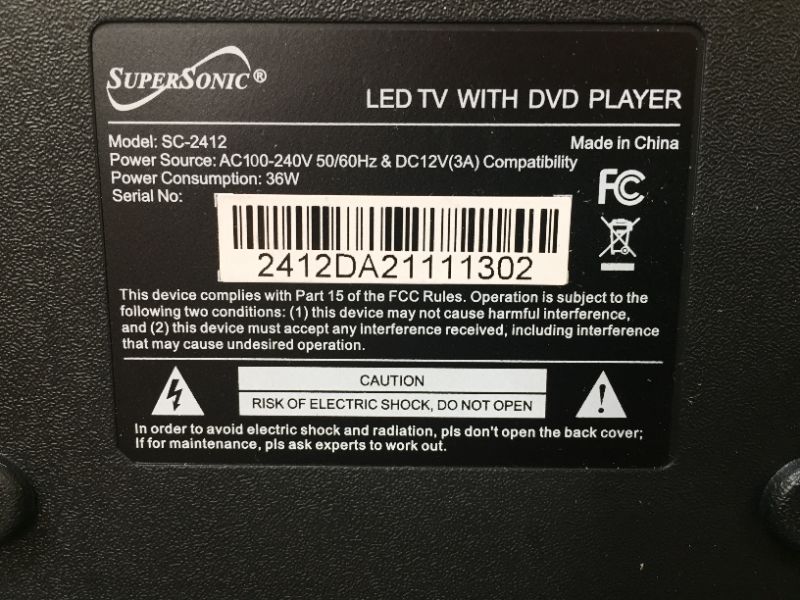 SUPERSONIC®
LED TV WITH DVD PLAYER
Model: SC-2412
Made in China
Power Source: AC100-240V 50/60Hz & DC12V(3A) Compatibility
Power Consumption: 36W
FC
Serial No:
2412DA21111302
This device complies with Part 15 of the FCC Rules. Operation is subject to the
following two conditions: (1) this device may not cause harmful interference,
and (2) this device must accept any interference received, including interference
that may cause undesired operation.
CAUTION
RISK OF ELECTRIC SHOCK, DO NOT OPEN
In order to avoid electric shock and radiation, pls don't open the back cover;
If for maintenance, pls ask experts to work out.